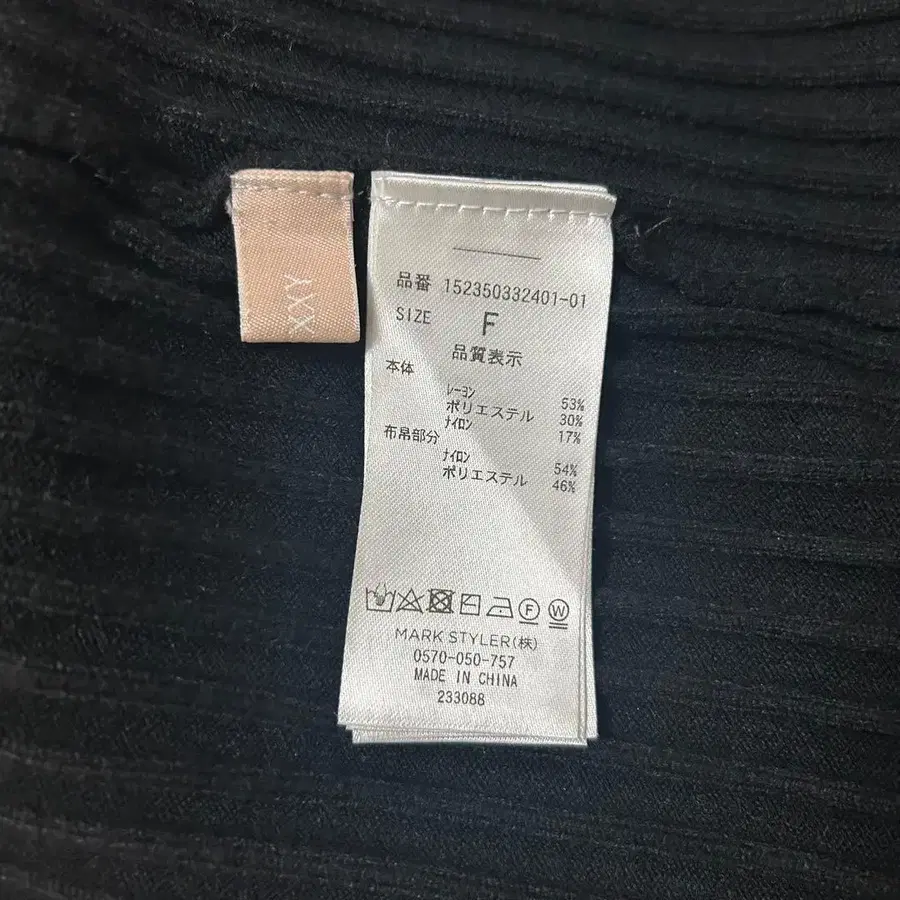 XXY
品番 152350332401-01
SIZE F
品質表示
本体
レーヨン 53%
ポリエステル 30%
ナイロン 17%
布帛部分
ナイロン 54%
ポリエステル 46%
F W
MARK STYLER(株)
0570-050-757
MADE IN CHINA
233088